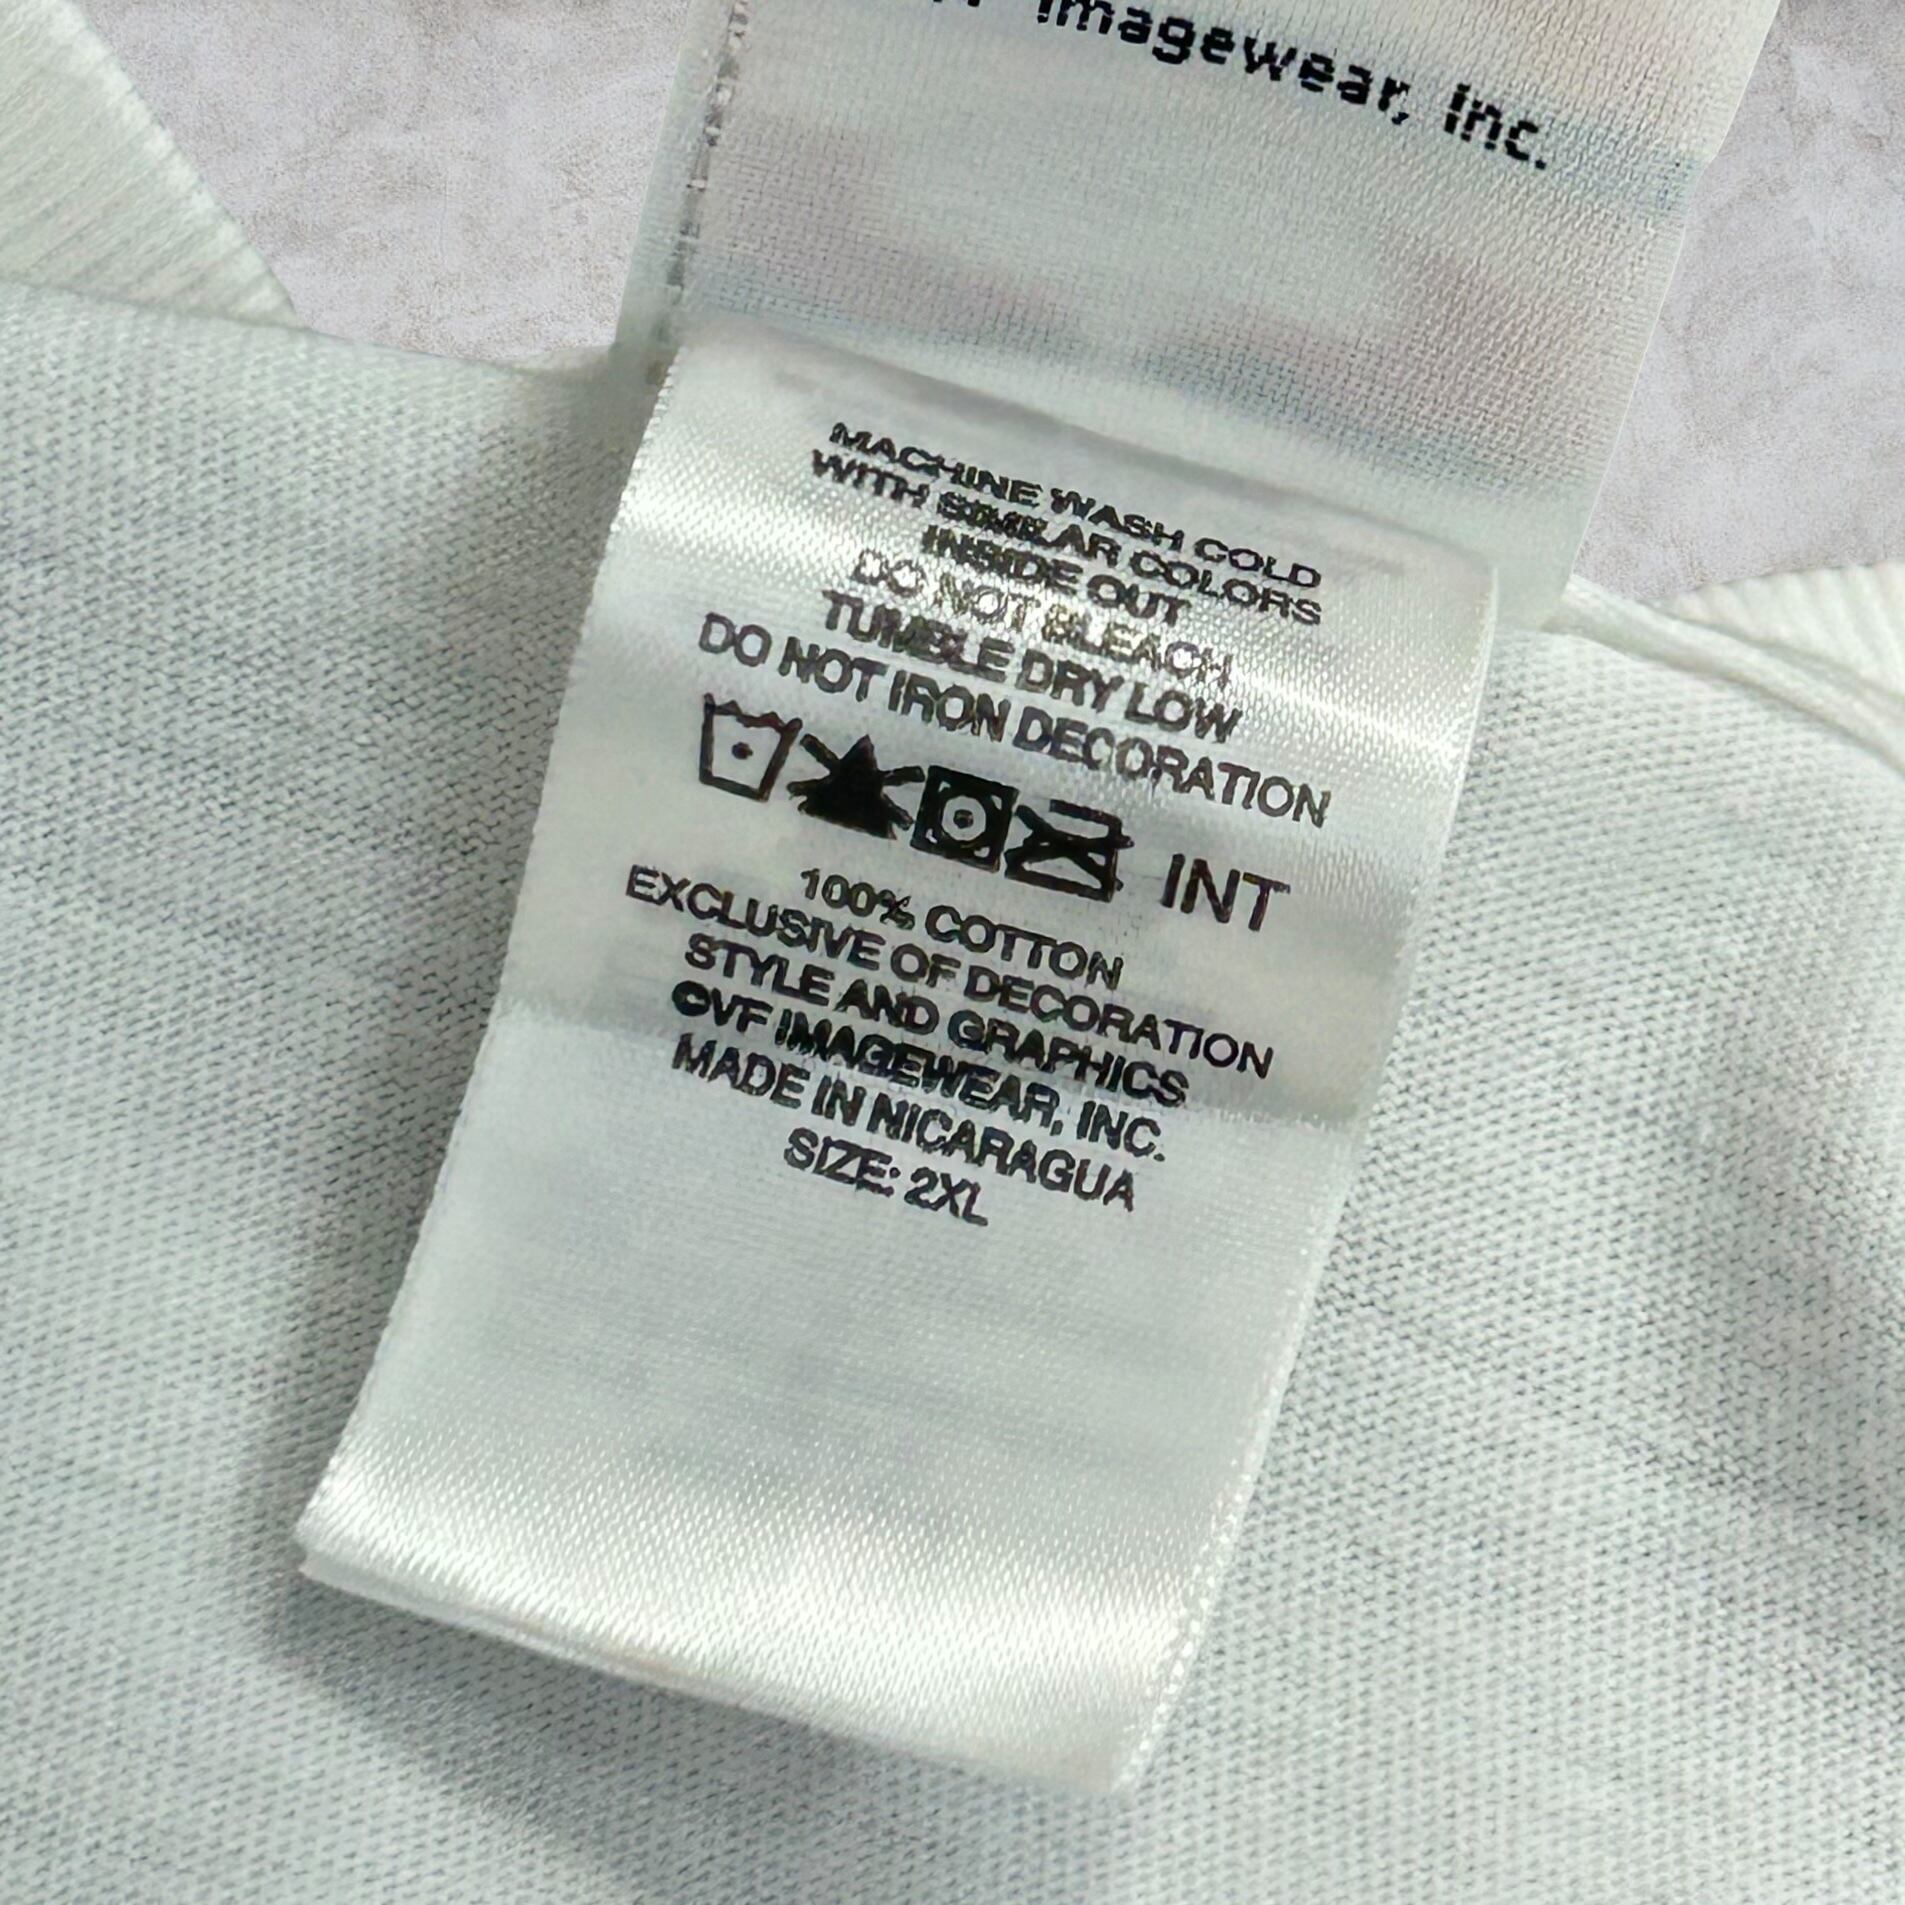 Imagewear, Inc.
MACHINE WASH COLD
WITH SIMILAR COLORS
INSIDE OUT
DO NOT BLEACH
TUMBLE DRY LOW
DO NOT IRON DECORATION
INT
100% COTTON
EXCLUSIVE OF DECORATION
STYLE AND GRAPHICS
©VF IMAGEWEAR, INC.
MADE IN NICARAGUA
SIZE: 2XL